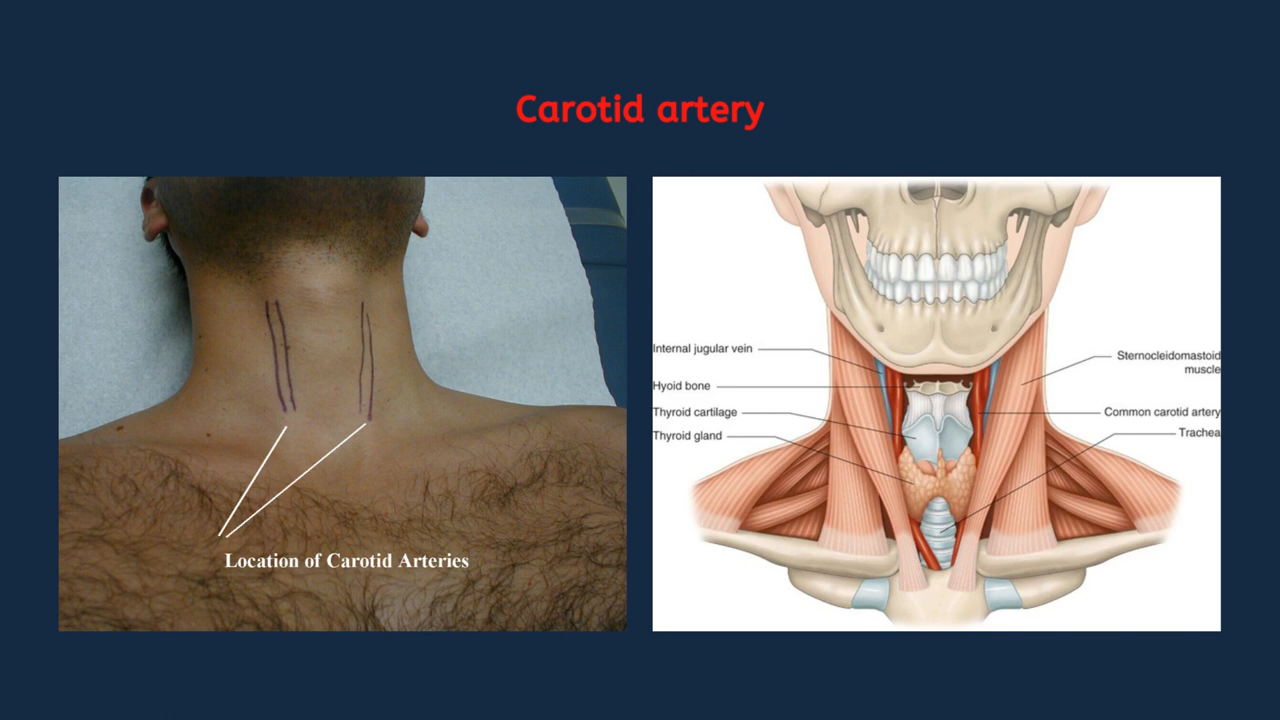 Carotid artery
Location of Carotid Arteries
Internal jugular vein
Hyoid bone
Thyroid cartilage
Thyroid gland
Sternocleidomastoid
muscle
Common carotid artery
Trachea